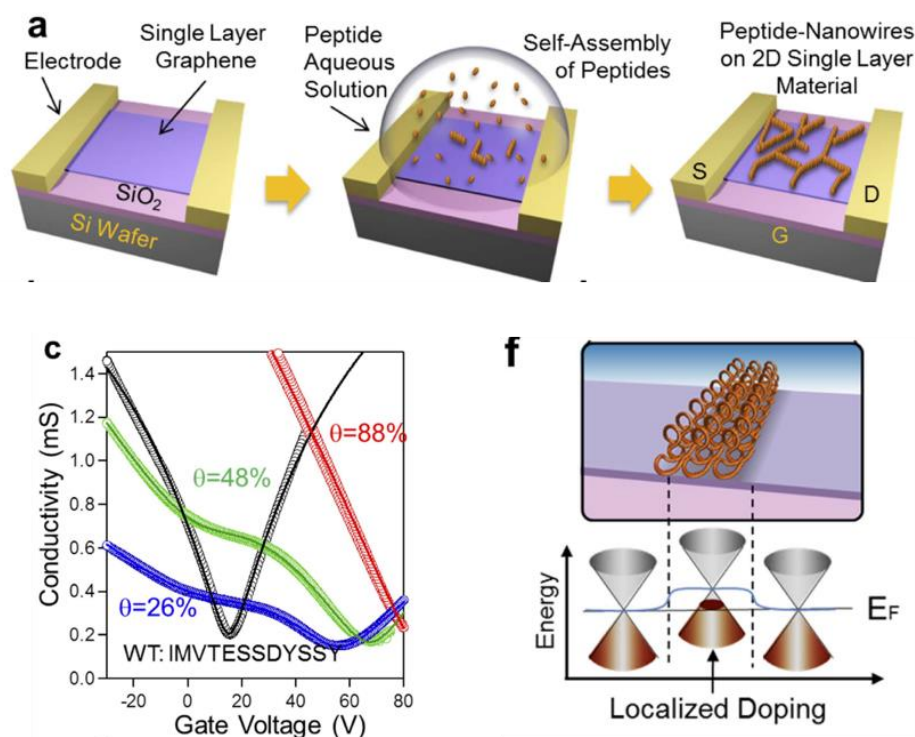 a
Electrode
Single Layer
Graphene
SiO2
Si Wafer
Peptide
Aqueous
Solution
Self-Assembly
of Peptides
Peptide-Nanowires
on 2D Single Layer
Material
S
D
G
c
Conductivity (mS)
1.4
1.2
1.0
0.8
0.6
0.4
0.2
0.0
θ=88%
θ=48%
θ=26%
WT: IMVTESSDYSSY
-20 0 20 40 60 80
Gate Voltage (V)
f
Energy
EF
Localized Doping